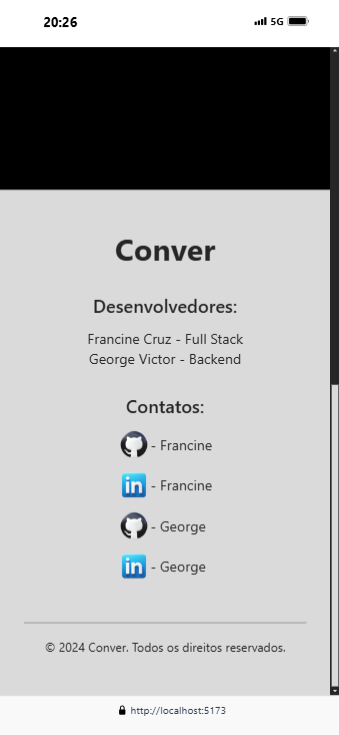 20:26
5G
Conver
Desenvolvedores:
Francine Cruz - Full Stack
George Victor - Backend
Contatos:
in - Francine
- Francine
- George
in - George
© 2024 Conver. Todos os direitos reservados.
http://localhost:5173